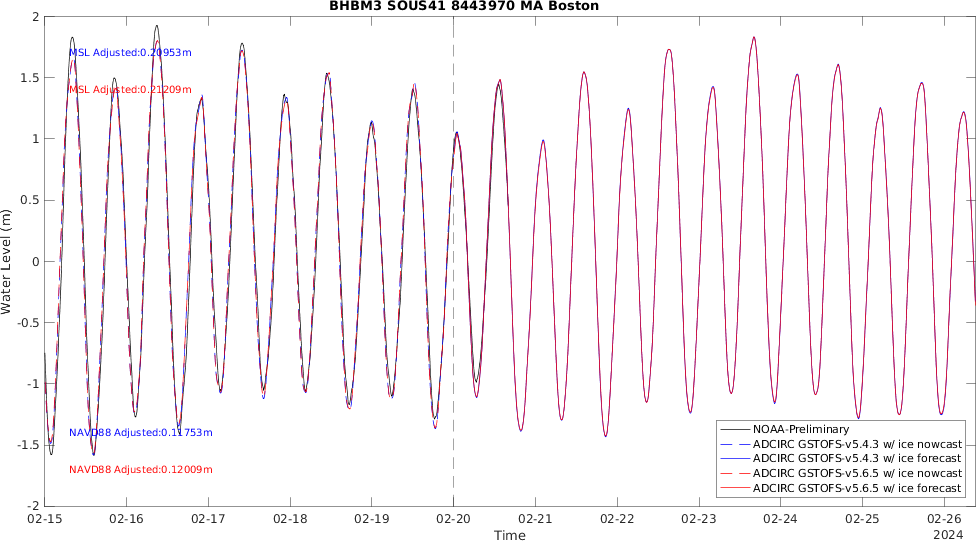 BHBM3 SOUS41 8443970 MA Boston
2
1.5
1
0.5
0
-0.5
-1
-1.5
-2
Water Level (m)
MSL Adjusted:0.20953m
MSL Adjusted:0.21209m
NAVD88 Adjusted:0.11753m
NAVD88 Adjusted:0.12009m
NOAA-Preliminary
ADCIRC GSTOFS-v5.4.3 w/ ice nowcast
ADCIRC GSTOFS-v5.4.3 w/ ice forecast
ADCIRC GSTOFS-v5.6.5 w/ ice nowcast
ADCIRC GSTOFS-v5.6.5 w/ ice forecast
02-15 02-16 02-17 02-18 02-19 02-20 02-21 02-22 02-23 02-24 02-25 02-26
Time
2024